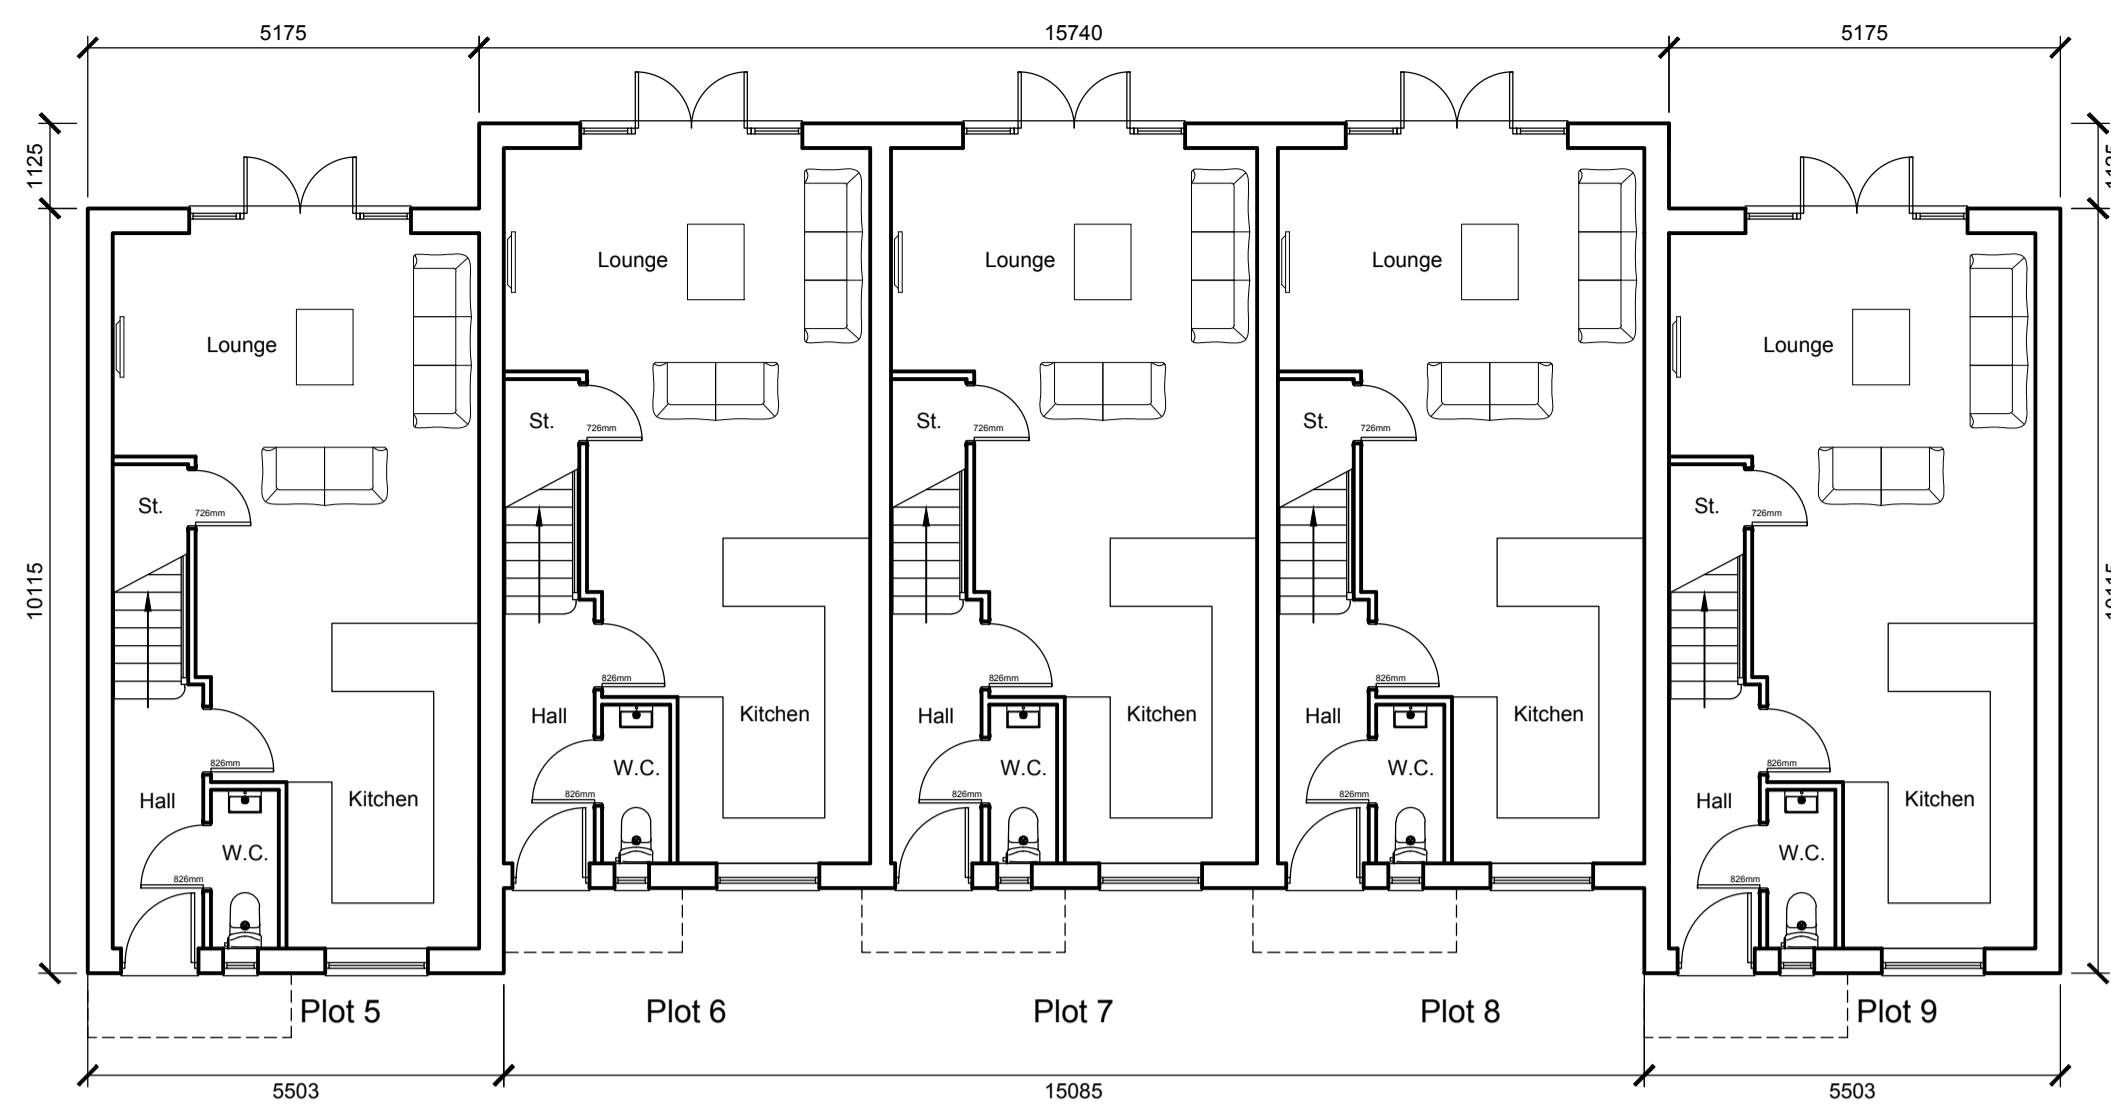 5175 15740 5175
1125
Lounge Lounge Lounge
Lounge Lounge
St. St. St.
726mm 726mm 726mm
St. St.
726mm 726mm
10115
826mm 826mm 826mm
Hall Kitchen Hall Kitchen Hall Kitchen
W.C. W.C. W.C.
826mm 826mm
826mm 826mm 826mm
Hall Kitchen Hall Kitchen
W.C. W.C.
826mm 826mm
Plot 5 Plot 6 Plot 7 Plot 8 Plot 9
5503 15085 5503